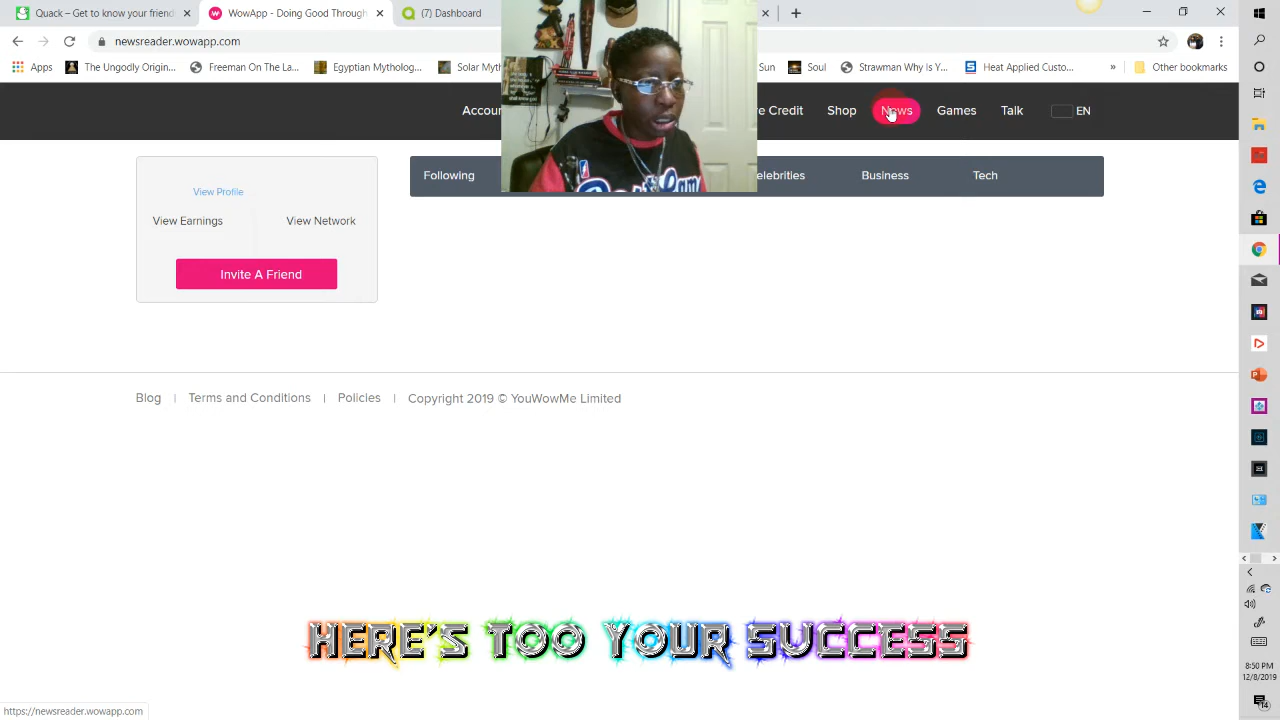 Quack – Get to know your friend
WowApp - Doing Good Through
(7) Dashboard
newsreader.wowapp.com
Apps
The Ungodly Origin...
Freeman On The La...
Egyptian Mytholog...
Solar Myth
Sun
Soul
Strawman Why Is Y...
Heat Applied Custo...
»
Other bookmarks
Accoun
e Credit
Shop
News
Games
Talk
EN
Following
elebrities
Business
Tech
View Profile
View Earnings
View Network
Invite A Friend
Blog | Terms and Conditions | Policies | Copyright 2019 © YouWowMe Limited
HERE'S TOO YOUR SUCCESS
https://newsreader.wowapp.com
8:50 PM
12/8/2019
14